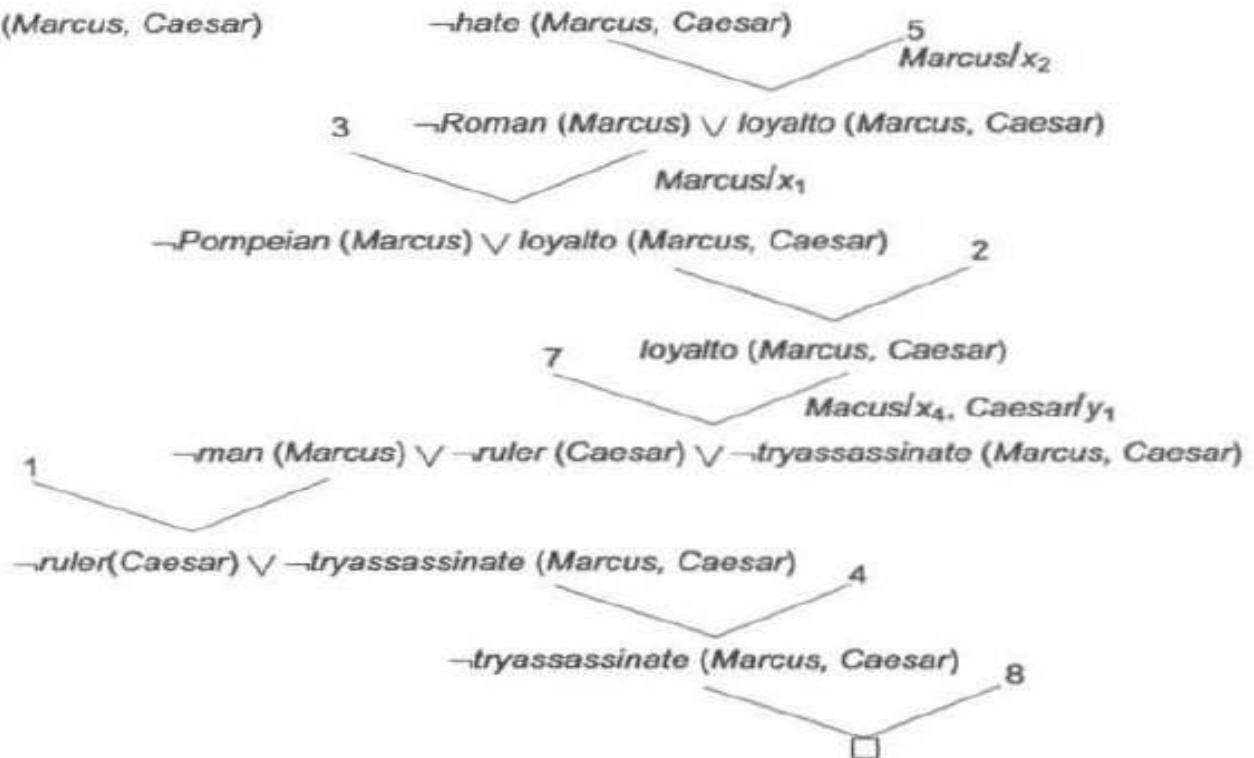 (Marcus, Caesar) ¬hate (Marcus, Caesar) 5
Marcus/x₂
3 ¬Roman (Marcus) ∨ loyalto (Marcus, Caesar)
Marcus/x₁
¬Pompeian (Marcus) ∨ loyalto (Marcus, Caesar) 2
7 loyalto (Marcus, Caesar)
Macus/x₄, Caesar/y₁
1 ¬man (Marcus) ∨ ¬ruler (Caesar) ∨ ¬tryassassinate (Marcus, Caesar)
¬ruler(Caesar) ∨ ¬tryassassinate (Marcus, Caesar) 4
¬tryassassinate (Marcus, Caesar) 8